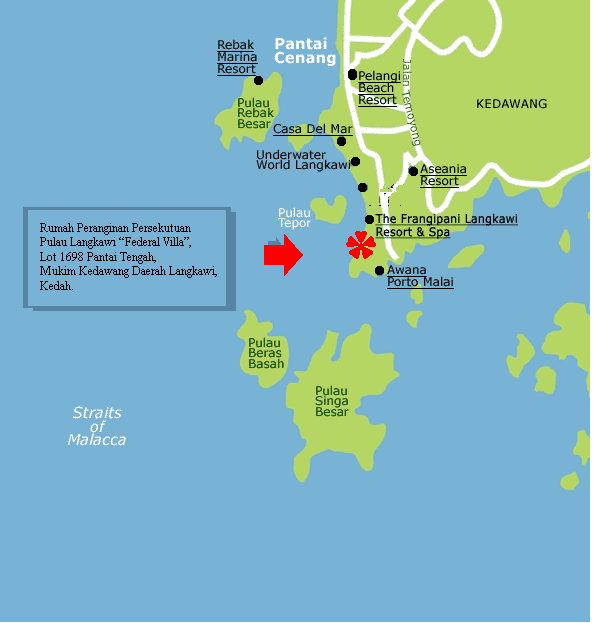 Rebak
Marina
Resort
Pantai
Cenang
Pelangi
Beach
Resort
Jalan Temoyong
KEDAWANG
Pulau
Rebak
Besar
Casa Del Mar
Underwater
World Langkawi
Aseania
Resort
Pulau
Tepor
The Frangipani Langkawi
Resort & Spa
Rumah Peranginan Persekutuan
Pulau Langkawi “Federal Villa”,
Lot 1698 Pantai Tengah,
Mukim Kedawang Daerah Langkawi,
Kedah.
Awana
Porto Malai
Pulau
Beras
Basah
Pulau
Singa
Besar
Straits
of
Malacca